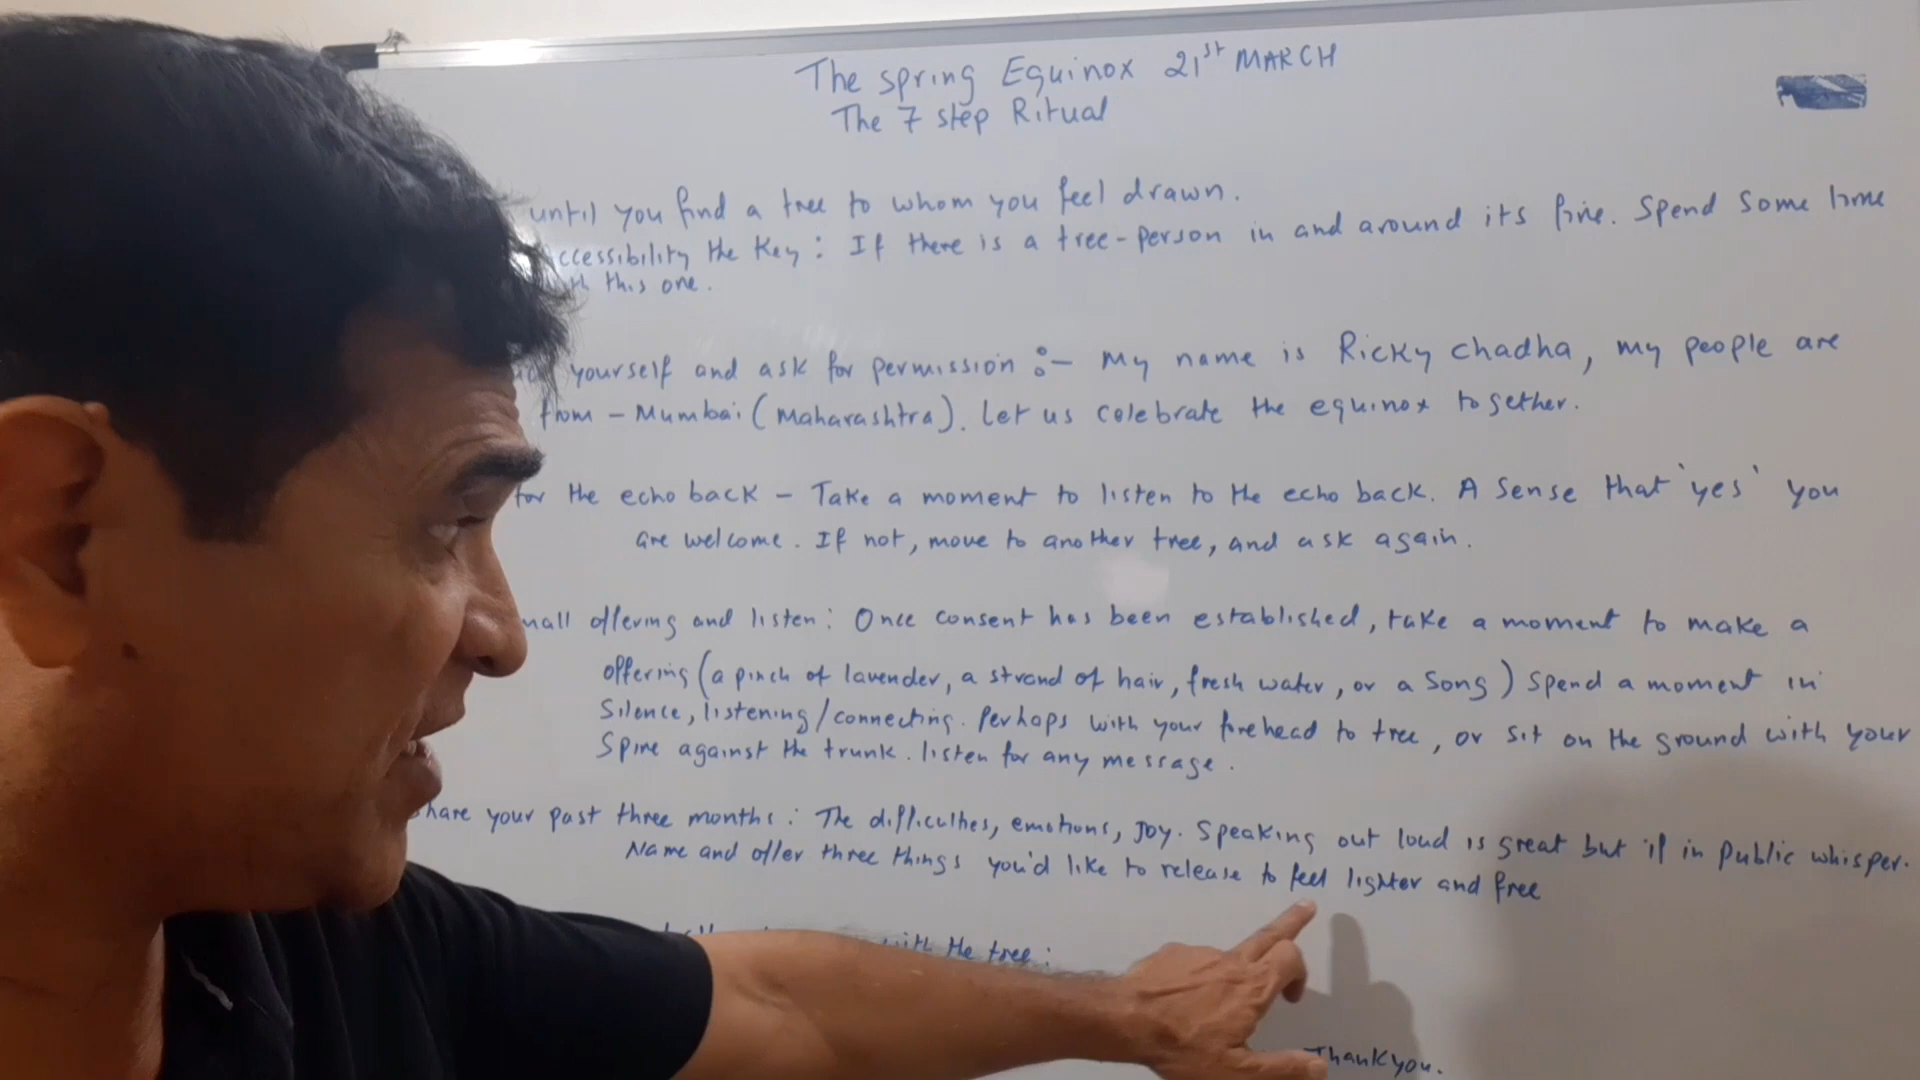 The spring Equinox 21st MARCH
The 7 step Ritual
until you find a tree to whom you feel drawn.
ccessibility the Key: If there is a tree-person in and around its fine. Spend some time
th this one.
yourself and ask for permission :- My name is Ricky Chadha, my people are
from - Mumbai (Maharashtra). Let us celebrate the equinox together.
for the echo back - Take a moment to listen to the echo back. A sense that 'yes' you
are welcome. If not, move to another tree, and ask again.
mall offering and listen: Once consent has been established, take a moment to make a
offering (a pinch of lavender, a strand of hair, fresh water, or a song) Spend a moment in
Silence, listening/connecting. Perhaps with your forehead to tree, or sit on the ground with your
Spine against the trunk. listen for any message.
hare your past three months: The difficulties, emotions, Joy. Speaking out loud is great but if in public whisper.
Name and offer three things you'd like to release to feel lighter and free
with the tree:
Thankyou.